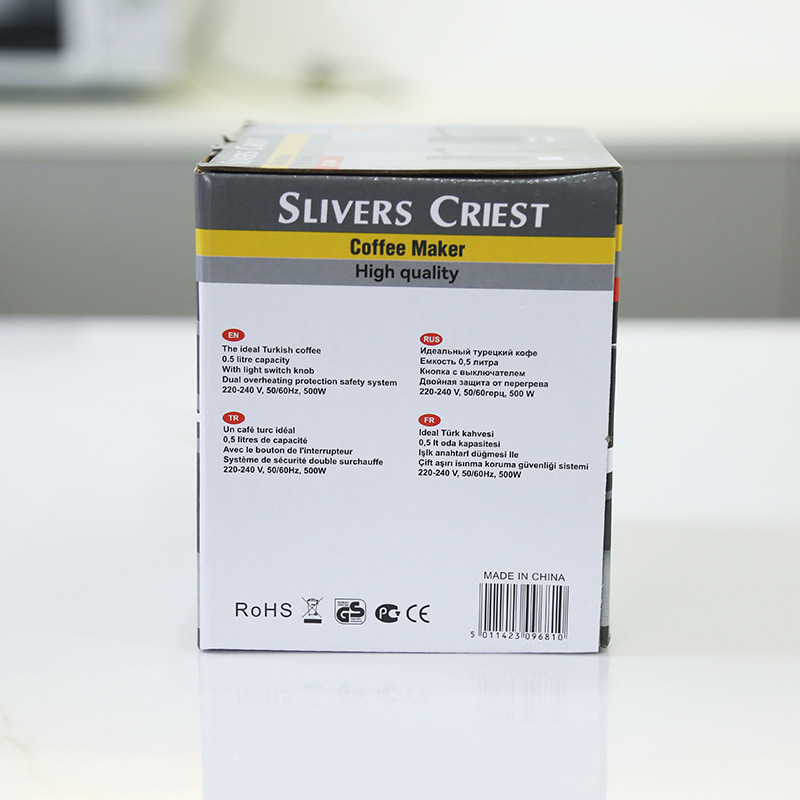 SLIVERS CRIEST
Coffee Maker
High quality
EN
The ideal Turkish coffee
0.5 litre capacity
With light switch knob
Dual overheating protection safety system
220-240 V, 50/60Hz, 500W
RUS
Идеальный турецкий кофе
Емкость 0,5 литра
Кнопка с выключателем
Двойная защита от перегрева
220-240 V, 50/60герц, 500 W
TR
Un café turc idéal
0,5 litres de capacité
Avec le bouton de l'interrupteur
Système de sécurité double surchauffe
220-240 V, 50/60Hz, 500W
FR
Ideal Türk kahvesi
0,5 lt oda kapasitesi
Işlk anahtarl düğmesi Ile
Çift aşırı isınma koruma güvenliği sistemi
220-240 V, 50/60Hz, 500W
MADE IN CHINA
RoHS GS PC CE
5 011423 096810